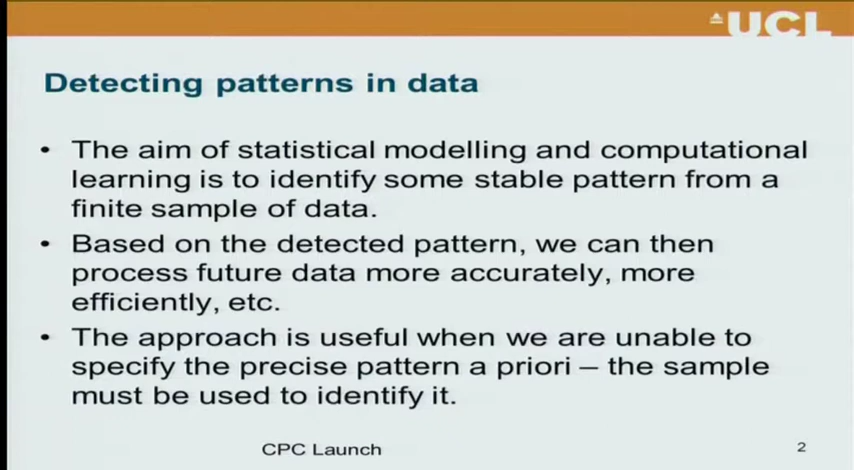 UCL
Detecting patterns in data
• The aim of statistical modelling and computational
learning is to identify some stable pattern from a
finite sample of data.
• Based on the detected pattern, we can then
process future data more accurately, more
efficiently, etc.
• The approach is useful when we are unable to
specify the precise pattern a priori – the sample
must be used to identify it.
CPC Launch
2